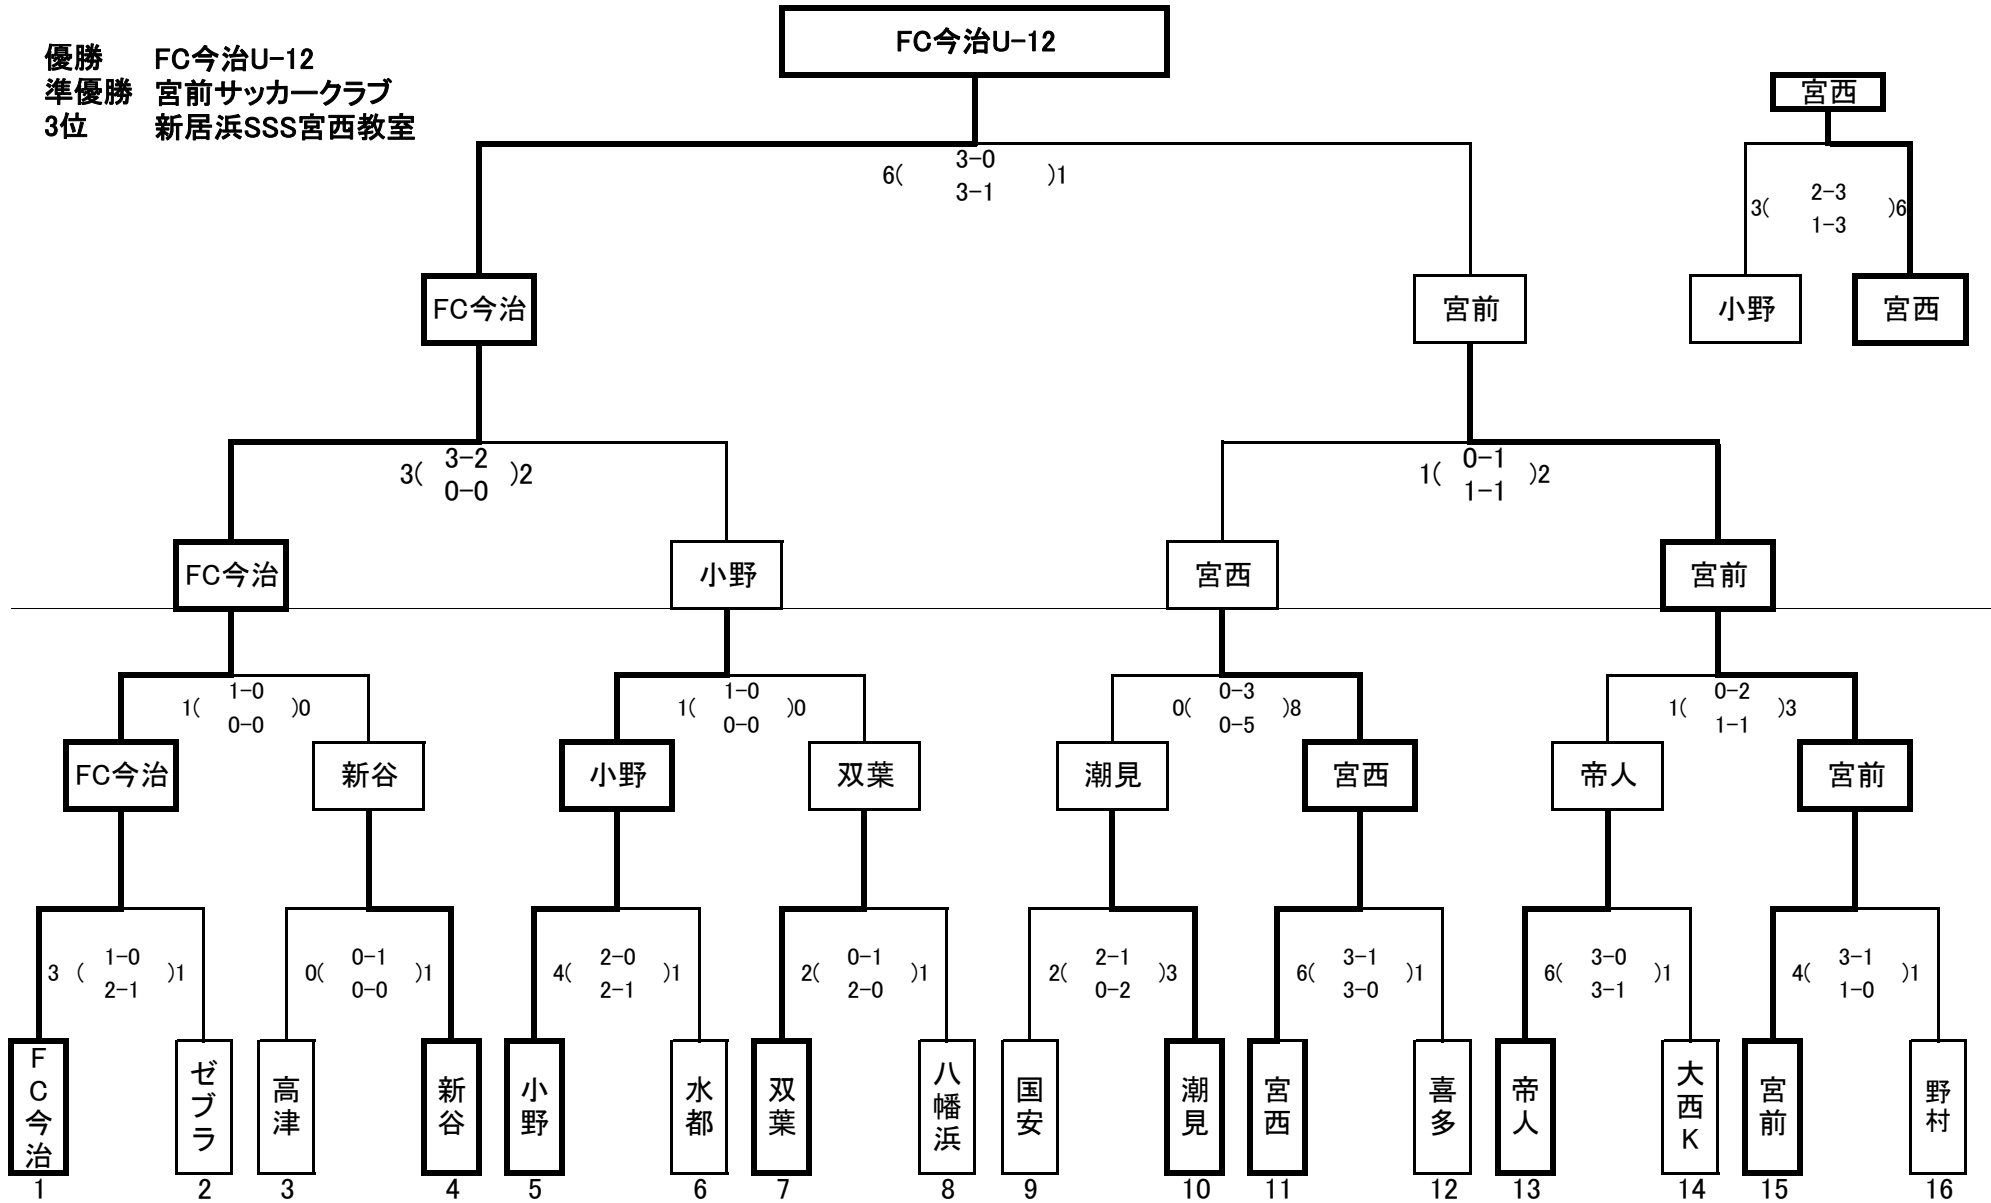 FC今治U-12
優勝 FC今治U-12
準優勝 宮前サッカークラブ
3位 新居浜SSS宮西教室
宮西
3-0
6( )1
3-1
2-3
3( )6
1-3
FC今治 宮前 小野 宮西
3-2 0-1
3( )2 1( )2
0-0 1-1
FC今治 小野 宮西 宮前
1-0 1-0 0-3 0-2
1( )0 1( )0 0( )8 1( )3
0-0 0-0 0-5 1-1
FC今治 新谷 小野 双葉 潮見 宮西 帝人 宮前
1-0 0-1 2-0 0-1 2-1 3-1 3-0 3-1
3 ( )1 0( )1 4( )1 2( )1 2( )3 6( )1 6( )1 4( )1
2-1 0-0 2-1 2-0 0-2 3-0 3-1 1-0
FC今治 ゼブラ 高津 新谷 小野 水都 双葉 八幡浜 国安 潮見 宮西 喜多 帝人 大西K 宮前 野村
1 2 3 4 5 6 7 8 9 10 11 12 13 14 15 16